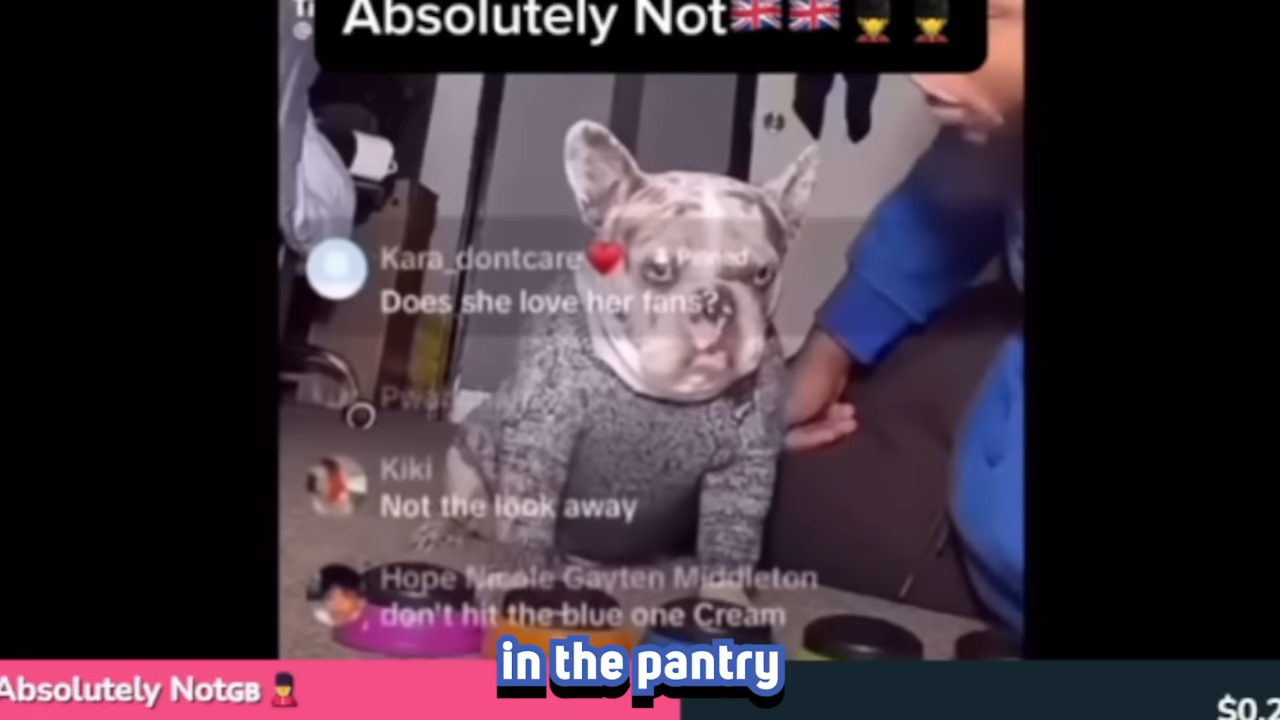 Absolutely Not🇬🇧🇬🇧💂💂
Kara_dontcare❤️ Pinned
Does she love her fans?
Kiki
Not the look away
Hope Nicole Gayten Middleton
don't hit the blue one Cream
in the pantry
Absolutely NotGB💂
$0.2